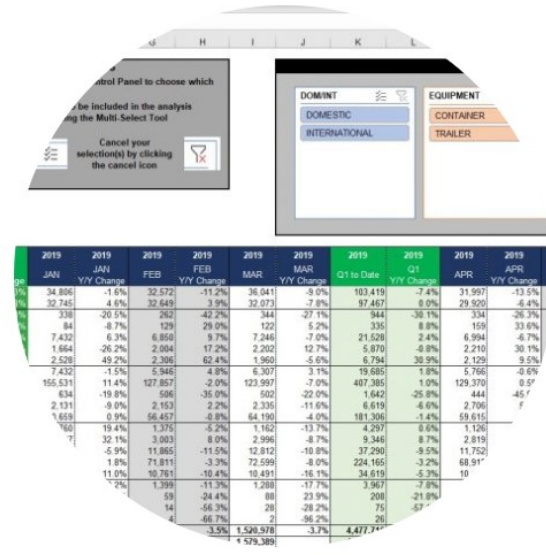 G H I J K L
ntrol Panel to choose which
be included in the analysis
ng the Multi-Select Tool
Cancel your
selection(s) by clicking
the cancel icon
DOM/INT
DOMESTIC
INTERNATIONAL
EQUIPMENT
CONTAINER
TRAILER
2019 2019 2019 2019 2019 2019 2019 2019 2019 2019
JAN JAN Y/Y Change FEB FEB Y/Y Change MAR MAR Y/Y Change Q1 to Date Q1 Y/Y Change APR APR Y/Y Change
34,806 -1.6% 32,572 -11.2% 36,041 -9.0% 103,419 -7.4% 31,997 -13.5%
32,745 4.6% 32,649 3.9% 32,073 -7.8% 97,467 0.0% 29,920 -6.4%
338 -20.5% 262 -42.2% 344 -27.1% 944 -30.1% 334 -26.3%
84 -8.7% 129 29.0% 122 5.2% 335 8.8% 159 33.6%
7,432 6.3% 6,850 9.7% 7,246 -7.0% 21,528 2.4% 6,994 -6.7%
1,664 -26.2% 2,004 17.2% 2,202 12.7% 5,870 -0.8% 2,210 30.1%
2,528 49.2% 2,306 62.4% 1,960 -5.6% 6,794 30.9% 2,129 9.5%
7,432 -1.5% 5,946 4.8% 6,307 3.1% 19,685 1.8% 5,766 -0.6%
155,531 11.4% 127,857 -2.0% 123,997 -7.0% 407,385 1.0% 129,370 0.5%
634 -19.8% 506 -35.0% 502 -22.0% 1,642 -25.8% 444
2,131 -9.0% 2,153 2.2% 2,335 -11.6% 6,619 -6.6% 2,706
,659 0.9% 56,457 -0.8% 64,190 -4.0% 181,306 -1.4% 59,615
760 19.4% 1,375 -5.2% 1,162 -13.7% 4,297 0.6% 1,126
32.1% 3,003 8.0% 2,996 -8.7% 9,346 8.7% 2,819
-5.9% 11,865 -11.5% 12,812 -10.8% 37,290 -9.5% 11,752
1.8% 71,811 -3.3% 72,599 -8.0% 224,165 -3.2% 68,91
11.0% 10,761 -10.4% 10,491 -16.1% 34,619 -5.3% 10
2% 1,399 -11.3% 1,288 -17.7% 3,967 -7.8%
59 -24.4% 88 23.9% 208 -21.8%
14 -56.3% 28 -28.2% 75
4 -66.7% 2 -96.2% 26
-3.5% 1,520,978 -3.7% 4,477,71
1,579,389